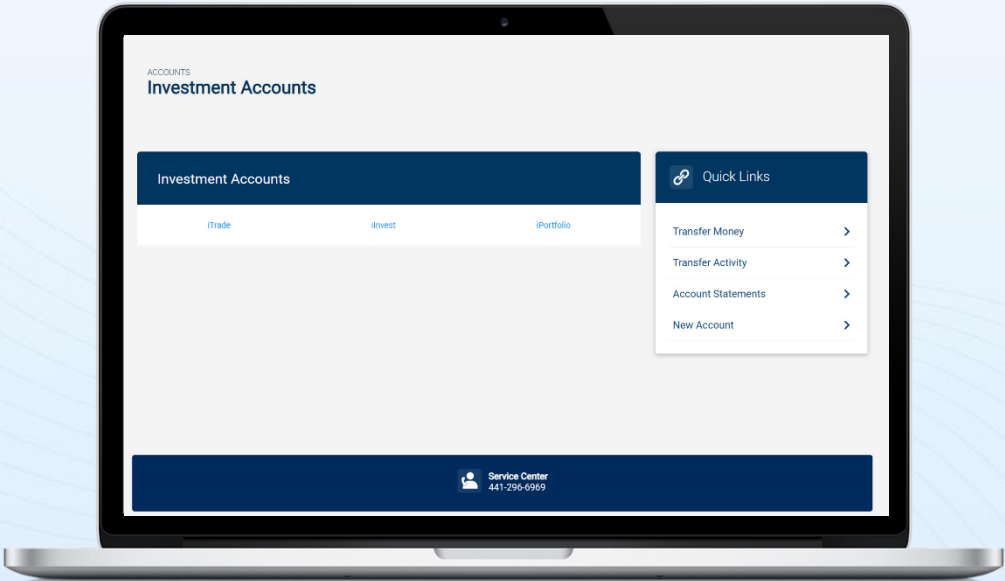 ACCOUNTS
Investment Accounts
Investment Accounts
iTrade iInvest iPortfolio
Quick Links
Transfer Money
Transfer Activity
Account Statements
New Account
Service Center
441-296-6969